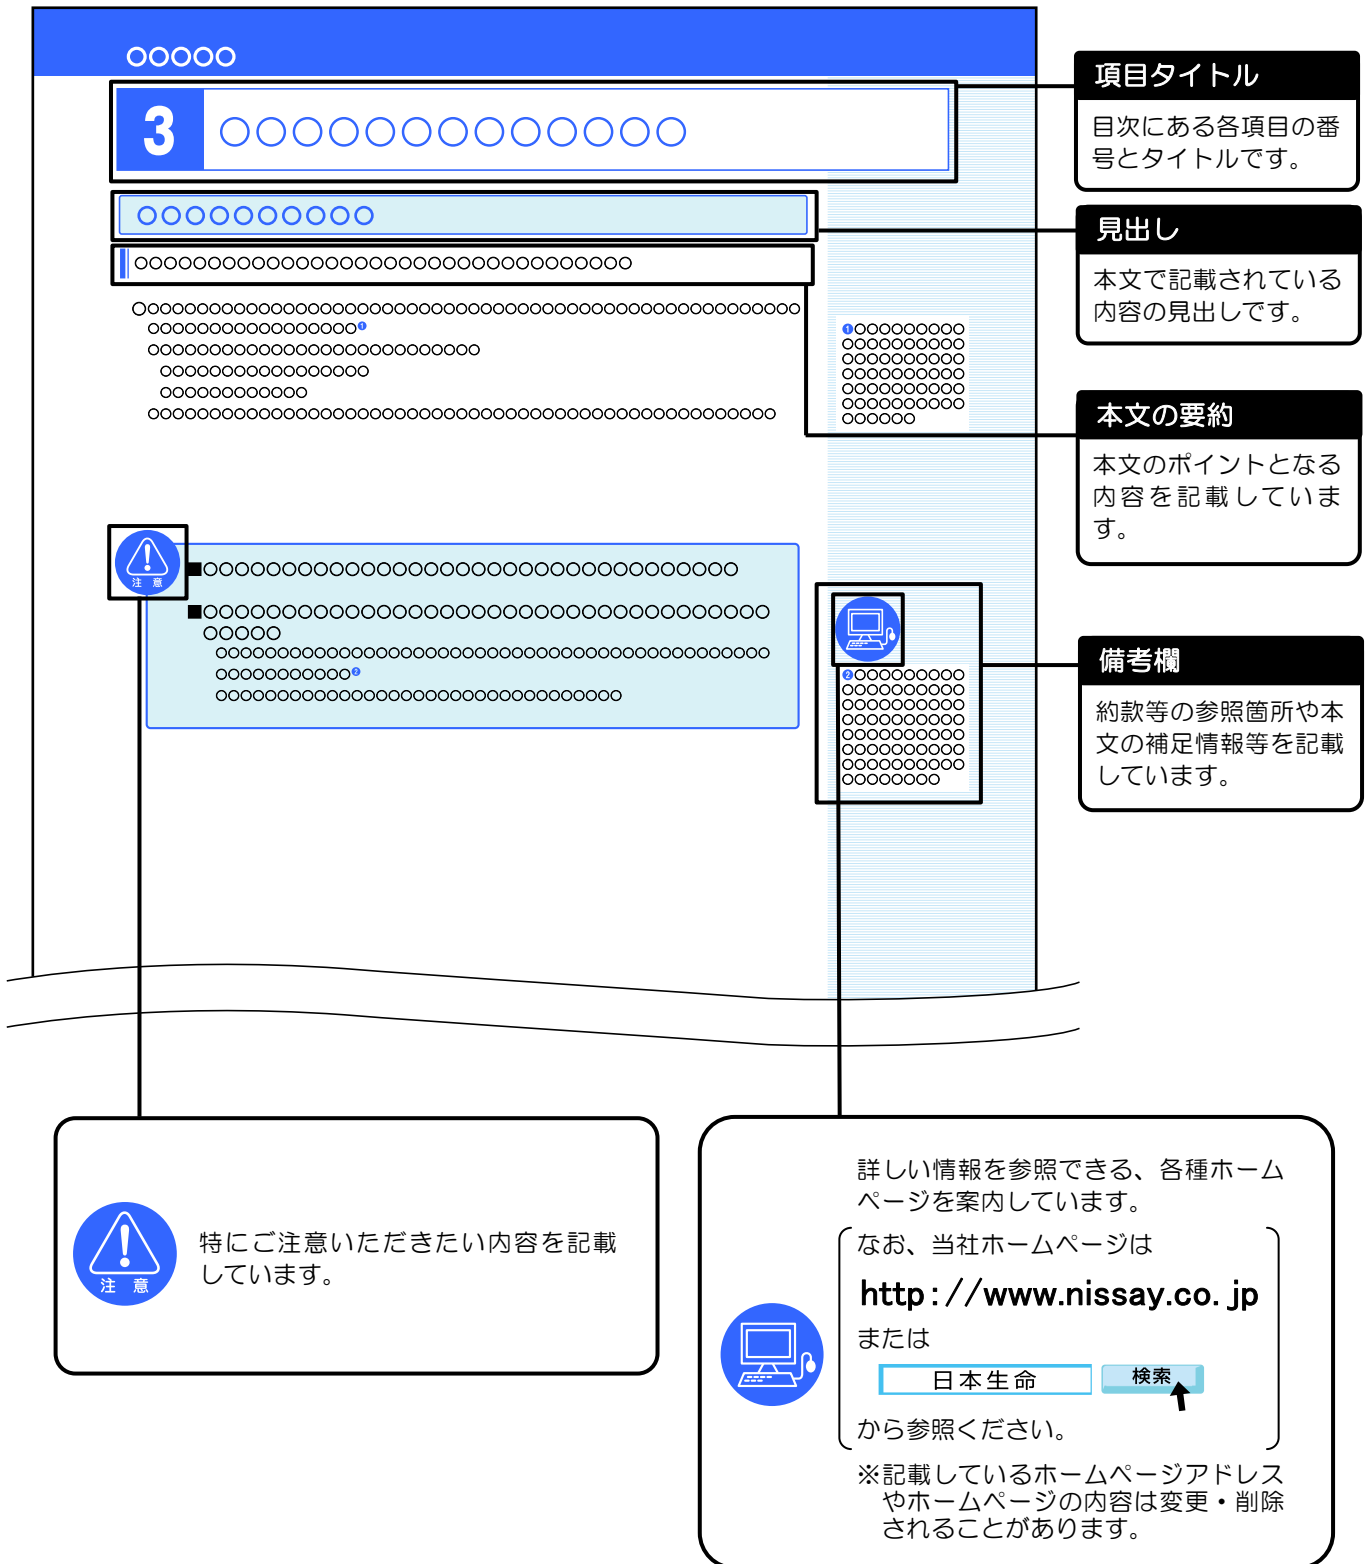 ○○○○○
3 ○○○○○○○○○○○○○
○○○○○○○○○○
○○○○○○○○○○○○○○○○○○○○○○○○○○○○○○○○○○
項目タイトル
目次にある各項目の番
号とタイトルです。
見出し
本文で記載されている
内容の見出しです。
本文の要約
本文のポイントとなる
内容を記載していま
す。
注 意
備考欄
約款等の参照箇所や本
文の補足情報等を記載
しています。
注 意
特にご注意いただきたい内容を記載
しています。
詳しい情報を参照できる、各種ホーム
ページを案内しています。
なお、当社ホームページは
http://www.nissay.co.jp
または
日本生命 検索
から参照ください。
※記載しているホームページアドレス
やホームページの内容は変更・削除
されることがあります。